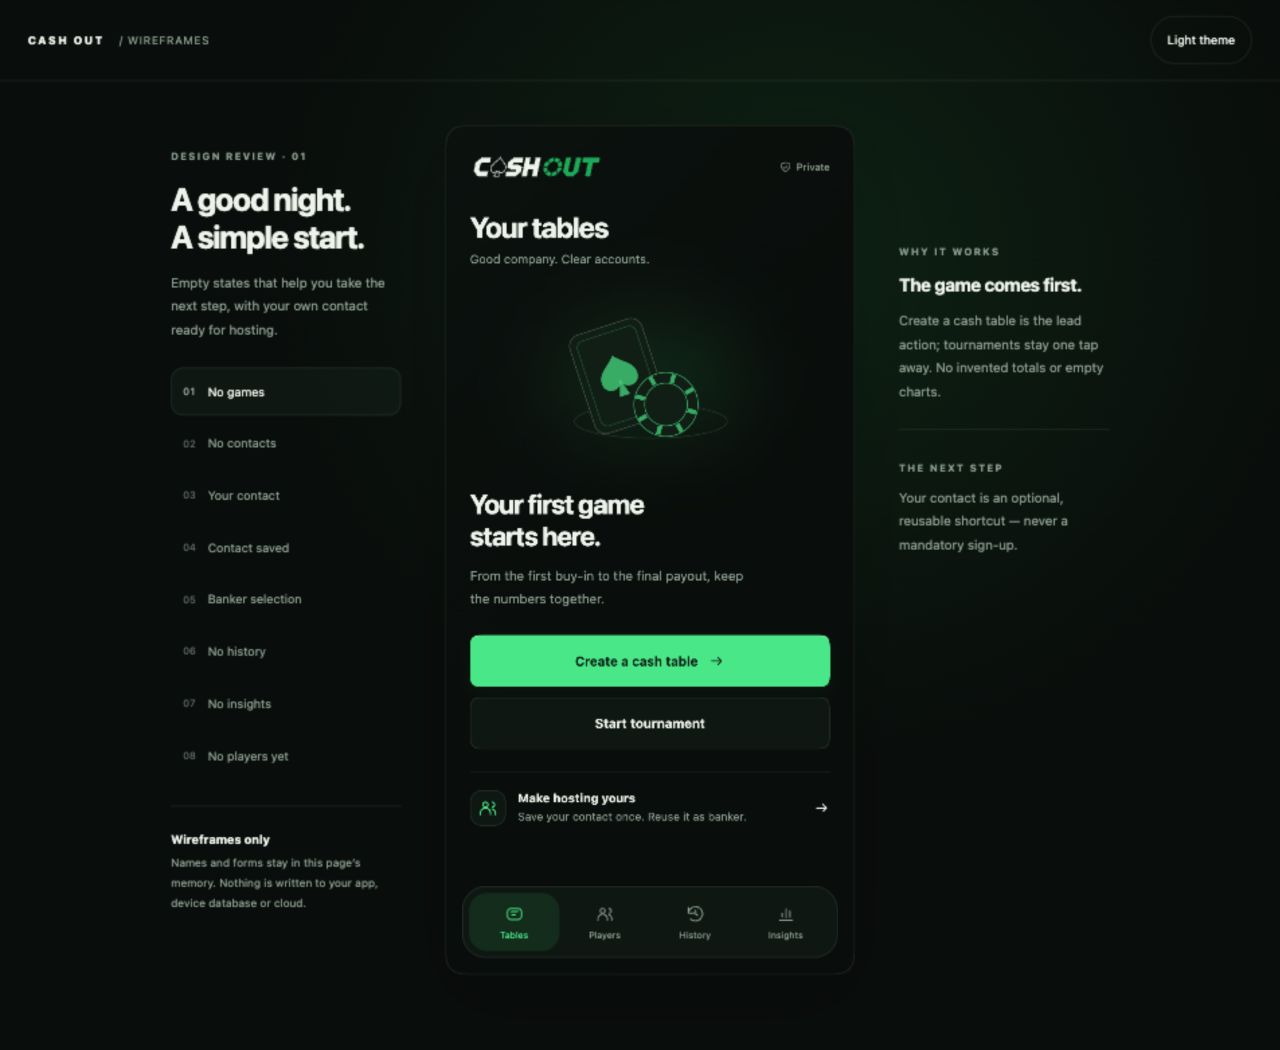 CASH OUT / WIREFRAMES
Light theme
DESIGN REVIEW · 01
A good night.
A simple start.
Empty states that help you take the
next step, with your own contact
ready for hosting.
01 No games
02 No contacts
03 Your contact
04 Contact saved
05 Banker selection
06 No history
07 No insights
08 No players yet
Wireframes only
Names and forms stay in this page's
memory. Nothing is written to your app,
device database or cloud.
CASHOUT
Private
Your tables
Good company. Clear accounts.
Your first game
starts here.
From the first buy-in to the final payout, keep
the numbers together.
Create a cash table →
Start tournament
Make hosting yours
Save your contact once. Reuse it as banker.
→
Tables
Players
History
Insights
WHY IT WORKS
The game comes first.
Create a cash table is the lead
action; tournaments stay one tap
away. No invented totals or empty
charts.
THE NEXT STEP
Your contact is an optional,
reusable shortcut — never a
mandatory sign-up.